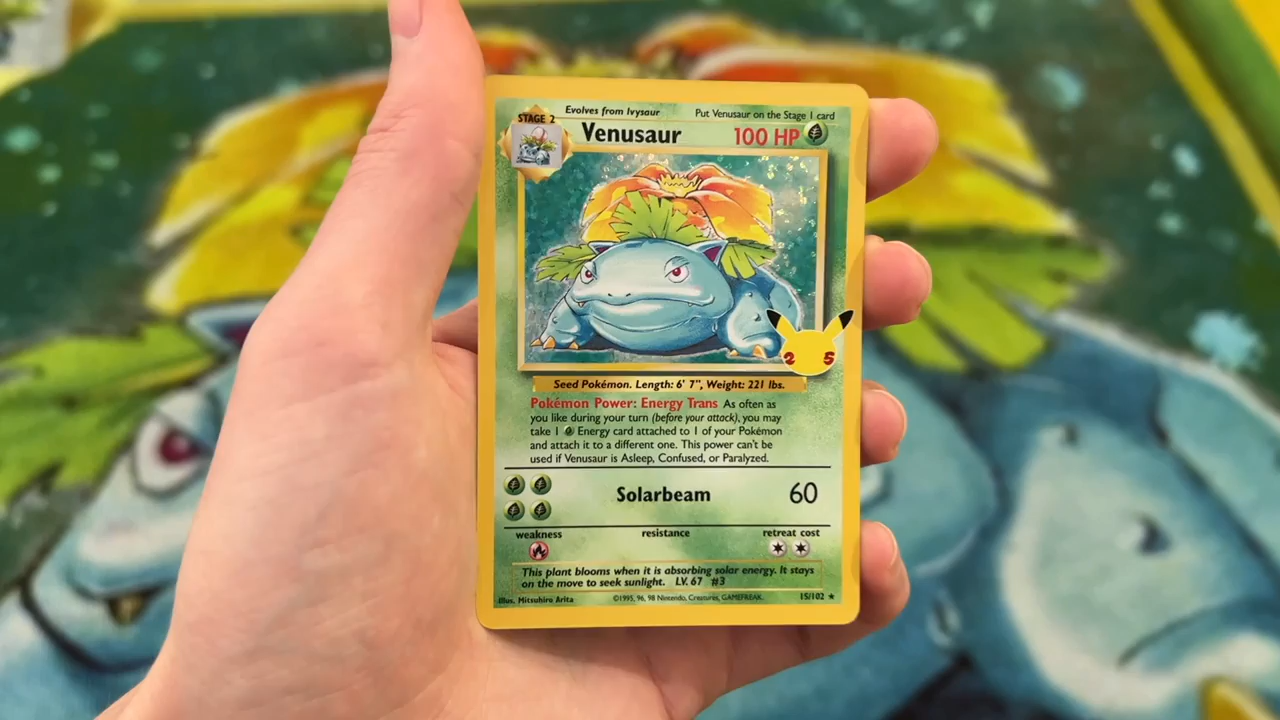 Evolves from Ivysaur
Put Venusaur on the Stage 1 card
STAGE 2
Venusaur
100 HP
25
Seed Pokémon. Length: 6' 7", Weight: 221 lbs.
Pokémon Power: Energy Trans As often as
you like during your turn (before your attack), you may
take 1 Energy card attached to 1 of your Pokémon
and attach it to a different one. This power can't be
used if Venusaur is Asleep, Confused, or Paralyzed.
Solarbeam
60
weakness
resistance
retreat cost
This plant blooms when it is absorbing solar energy. It stays
on the move to seek sunlight. LV. 67 #3
Illus. Mitsuhiro Arita
©1995, 96, 98 Nintendo, Creatures, GAMEFREAK.
15/102 ★